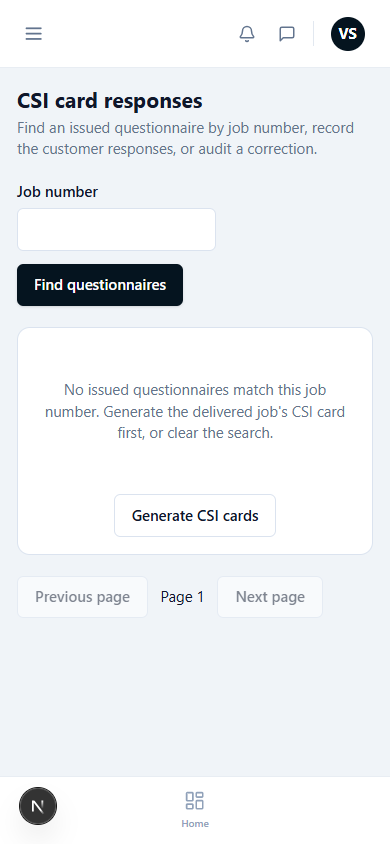 VS
CSI card responses
Find an issued questionnaire by job number, record
the customer responses, or audit a correction.
Job number
Find questionnaires
No issued questionnaires match this job
number. Generate the delivered job's CSI card
first, or clear the search.
Generate CSI cards
Previous page
Page 1
Next page
N
Home